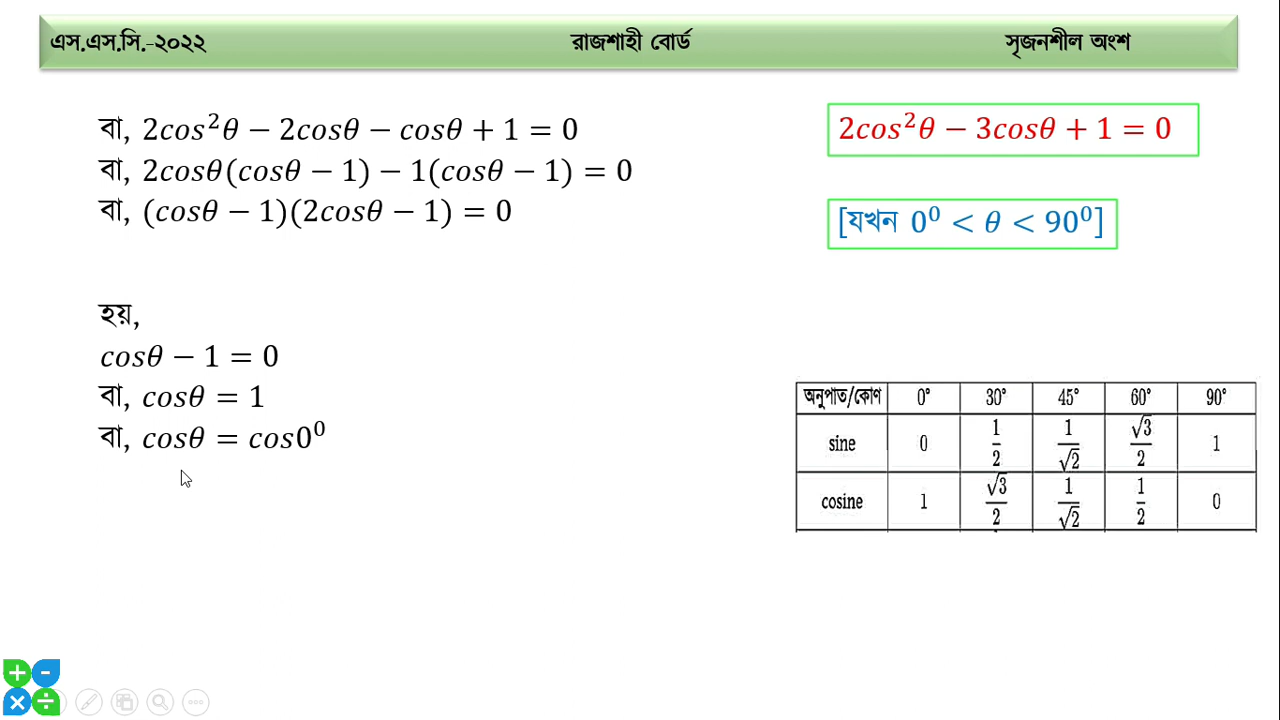 এস.এস.সি.-২০২২ রাজশাহী বোর্ড সৃজনশীল অংশ
বা, 2cos²θ − 2cosθ − cosθ + 1 = 0
2cos²θ − 3cosθ + 1 = 0
বা, 2cosθ(cosθ − 1) − 1(cosθ − 1) = 0
বা, (cosθ − 1)(2cosθ − 1) = 0
[যখন 0⁰ < θ < 90⁰]
হয়,
cosθ − 1 = 0
বা, cosθ = 1
বা, cosθ = cos0⁰
অনুপাত/কোণ 0° 30° 45° 60° 90°
sine 0 1/2 1/√2 √3/2 1
cosine 1 √3/2 1/√2 1/2 0
+ −
× ÷